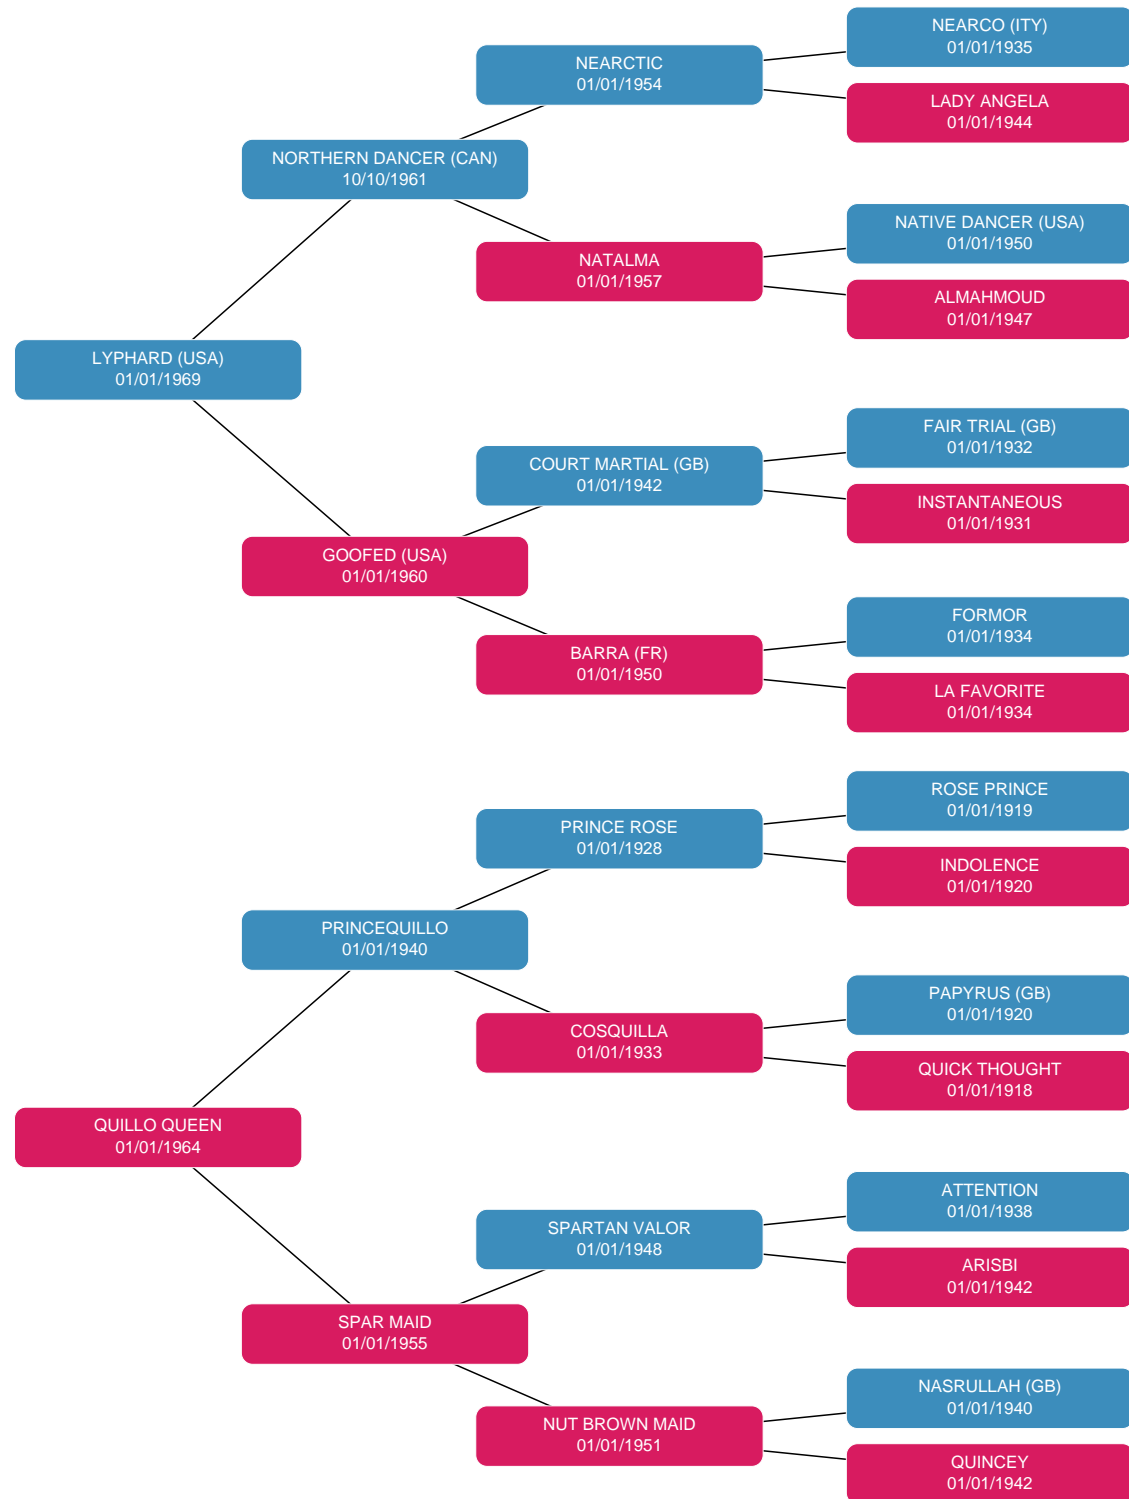 NEARCO (ITY)
01/01/1935
NEARCTIC
01/01/1954
LADY ANGELA
01/01/1944
NORTHERN DANCER (CAN)
10/10/1961
NATIVE DANCER (USA)
01/01/1950
NATALMA
01/01/1957
ALMAHMOUD
01/01/1947
LYPHARD (USA)
01/01/1969
FAIR TRIAL (GB)
01/01/1932
COURT MARTIAL (GB)
01/01/1942
INSTANTANEOUS
01/01/1931
GOOFED (USA)
01/01/1960
FORMOR
01/01/1934
BARRA (FR)
01/01/1950
LA FAVORITE
01/01/1934
ROSE PRINCE
01/01/1919
PRINCE ROSE
01/01/1928
INDOLENCE
01/01/1920
PRINCEQUILLO
01/01/1940
PAPYRUS (GB)
01/01/1920
COSQUILLA
01/01/1933
QUICK THOUGHT
01/01/1918
QUILLO QUEEN
01/01/1964
ATTENTION
01/01/1938
SPARTAN VALOR
01/01/1948
ARISBI
01/01/1942
SPAR MAID
01/01/1955
NASRULLAH (GB)
01/01/1940
NUT BROWN MAID
01/01/1951
QUINCEY
01/01/1942